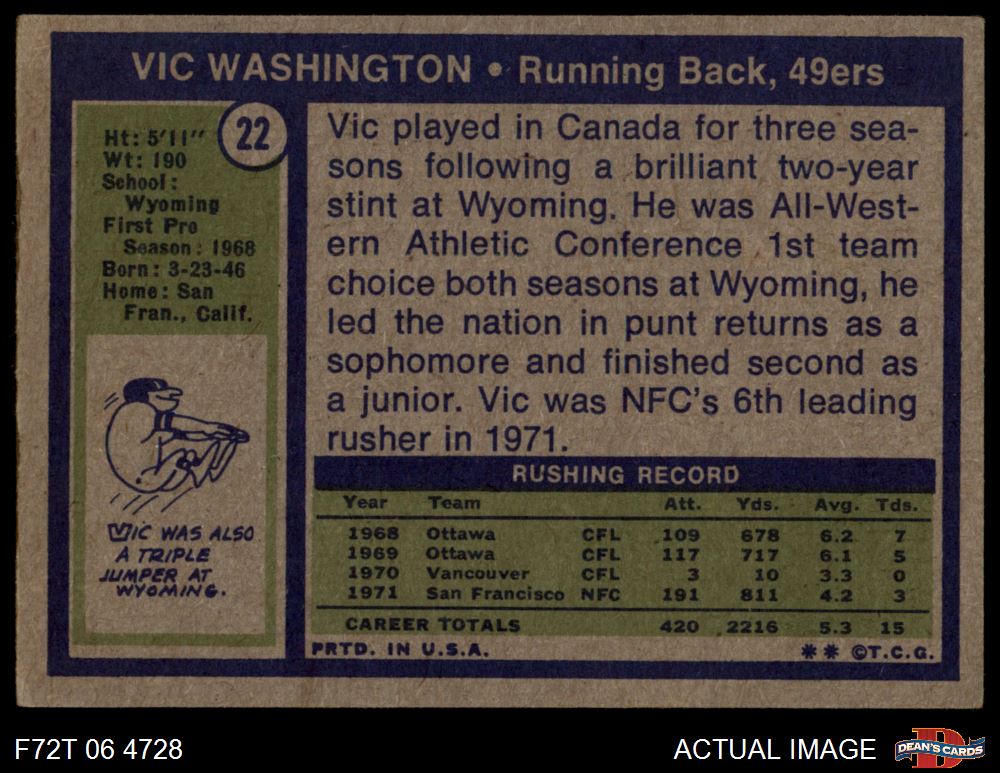 VIC WASHINGTON • Running Back, 49ers
22
Ht: 5'11"
Wt: 190
School:
Wyoming
First Pro
Season: 1968
Born: 3-23-46
Home: San
Fran., Calif.
VIC WAS ALSO
A TRIPLE
JUMPER AT
WYOMING.
Vic played in Canada for three sea-
sons following a brilliant two-year
stint at Wyoming. He was All-West-
ern Athletic Conference 1st team
choice both seasons at Wyoming, he
led the nation in punt returns as a
sophomore and finished second as
a junior. Vic was NFC's 6th leading
rusher in 1971.
RUSHING RECORD
Year Team Att. Yds. Avg. Tds.
1968 Ottawa CFL 109 678 6.2 7
1969 Ottawa CFL 117 717 6.1 5
1970 Vancouver CFL 3 10 3.3 0
1971 San Francisco NFC 191 811 4.2 3
CAREER TOTALS 420 2216 5.3 15
PRTD. IN U.S.A. ** ©T.C.G.
F72T 06 4728 ACTUAL IMAGE
D
DEAN'S CARDS